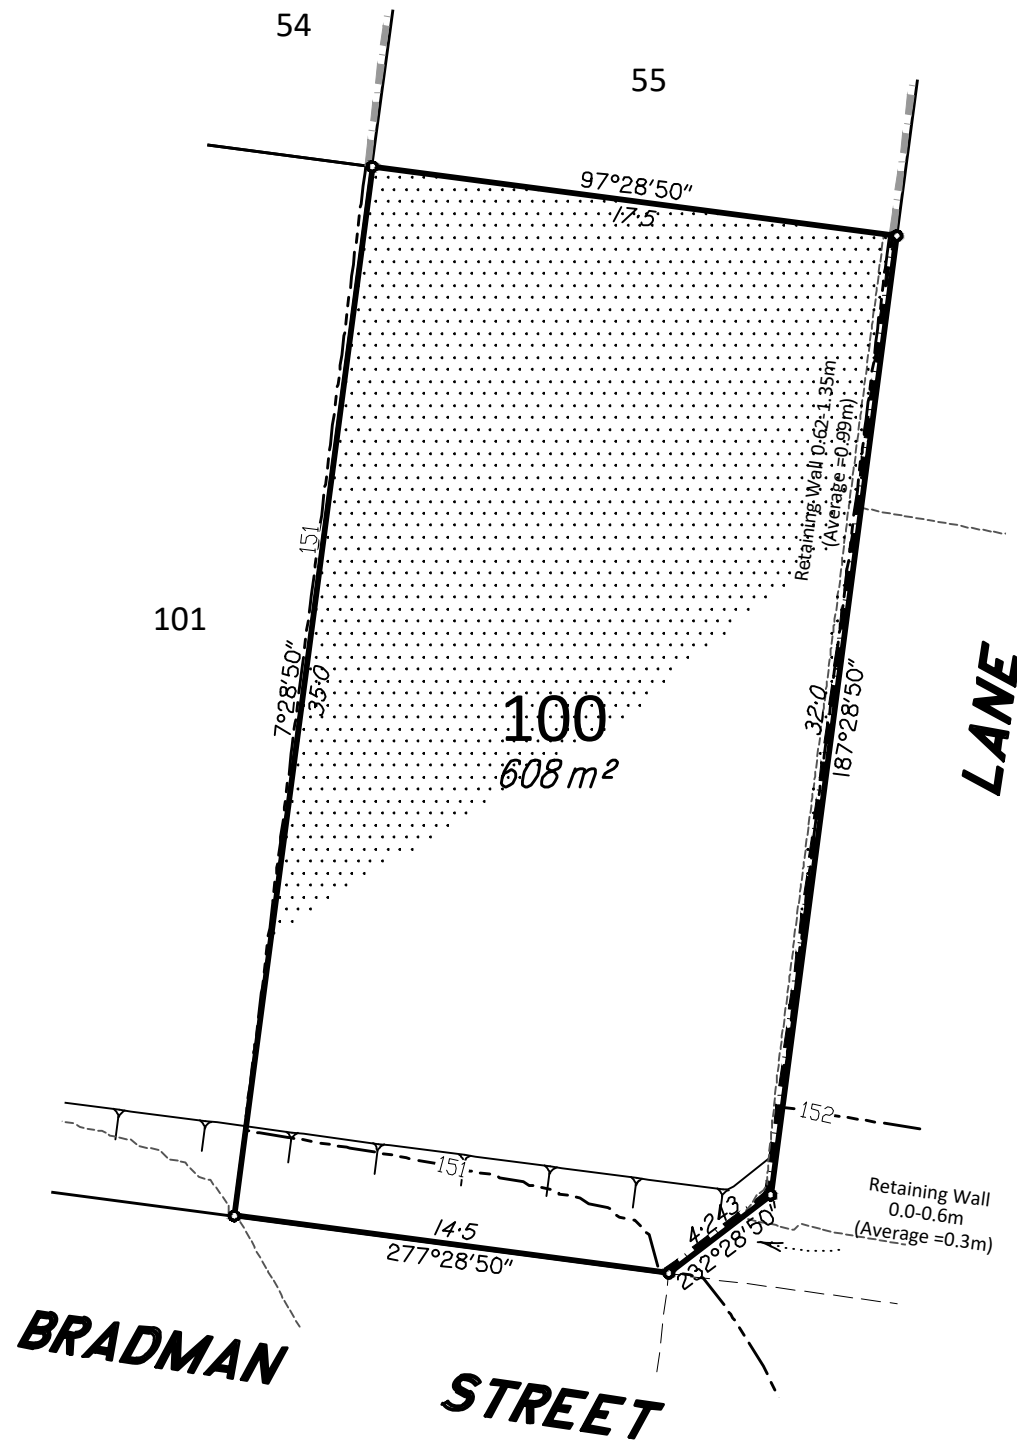 54
55
97°28'50"
17·5
Retaining Wall 0.62-1.35m
(Average =0.99m)
151
101
7°28'50"
35·0
100
608 m²
32·0
187°28'50"
LANE
152
151
Retaining Wall
0.0-0.6m
(Average =0.3m)
4·243
232°28'50"
14·5
277°28'50"
BRADMAN
STREET